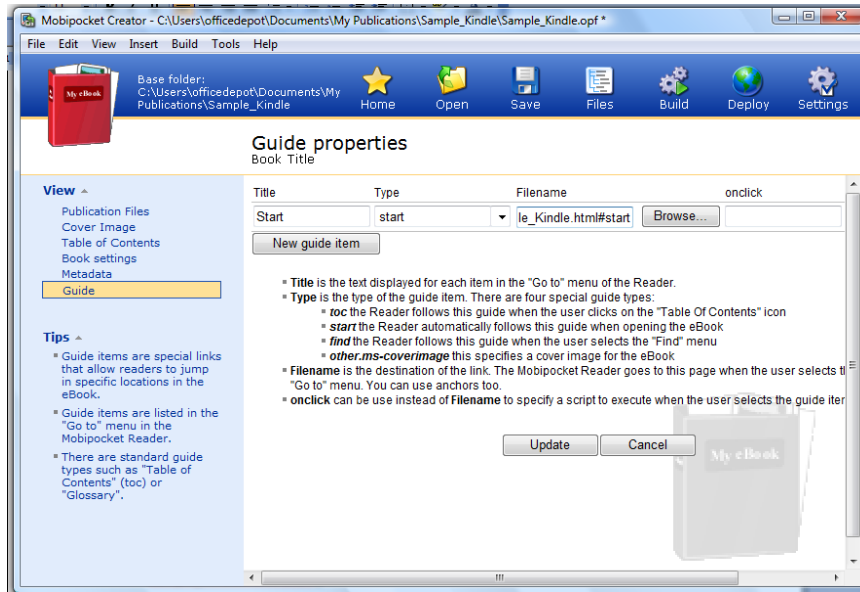 Mobipocket Creator - C:\Users\officedepot\Documents\My Publications\Sample_Kindle\Sample_Kindle.opf *
File Edit View Insert Build Tools Help
My eBook
Base folder:
C:\Users\officedepot\Documents\My
Publications\Sample_Kindle
Home Open Save Files Build Deploy Settings
Guide properties
Book Title
View
Publication Files
Cover Image
Table of Contents
Book settings
Metadata
Guide
Tips
Guide items are special links
that allow readers to jump
in specific locations in the
eBook.
Guide items are listed in the
"Go to" menu in the
Mobipocket Reader.
There are standard guide
types such as "Table of
Contents" (toc) or
"Glossary".
Title Type Filename onclick
Start start le_Kindle.html#start Browse...
New guide item
Title is the text displayed for each item in the "Go to" menu of the Reader.
Type is the type of the guide item. There are four special guide types:
toc the Reader follows this guide when the user clicks on the "Table Of Contents" icon
start the Reader automatically follows this guide when opening the eBook
find the Reader follows this guide when the user selects the "Find" menu
other.ms-coverimage this specifies a cover image for the eBook
Filename is the destination of the link. The Mobipocket Reader goes to this page when the user selects
"Go to" menu. You can use anchors too.
onclick can be use instead of Filename to specify a script to execute when the user selects the guide
Update Cancel
My eBook